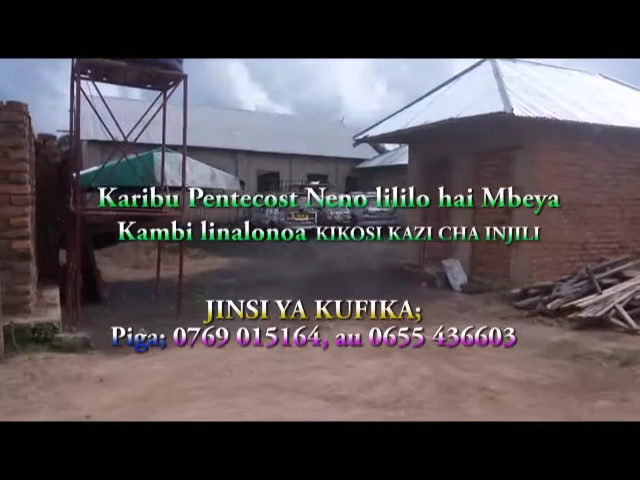 Karibu Pentecost Neno lililo hai Mbeya
Kambi linalonoa KIKOSI KAZI CHA INJILI
JINSI YA KUFIKA;
Piga; 0769 015164, au 0655 436603